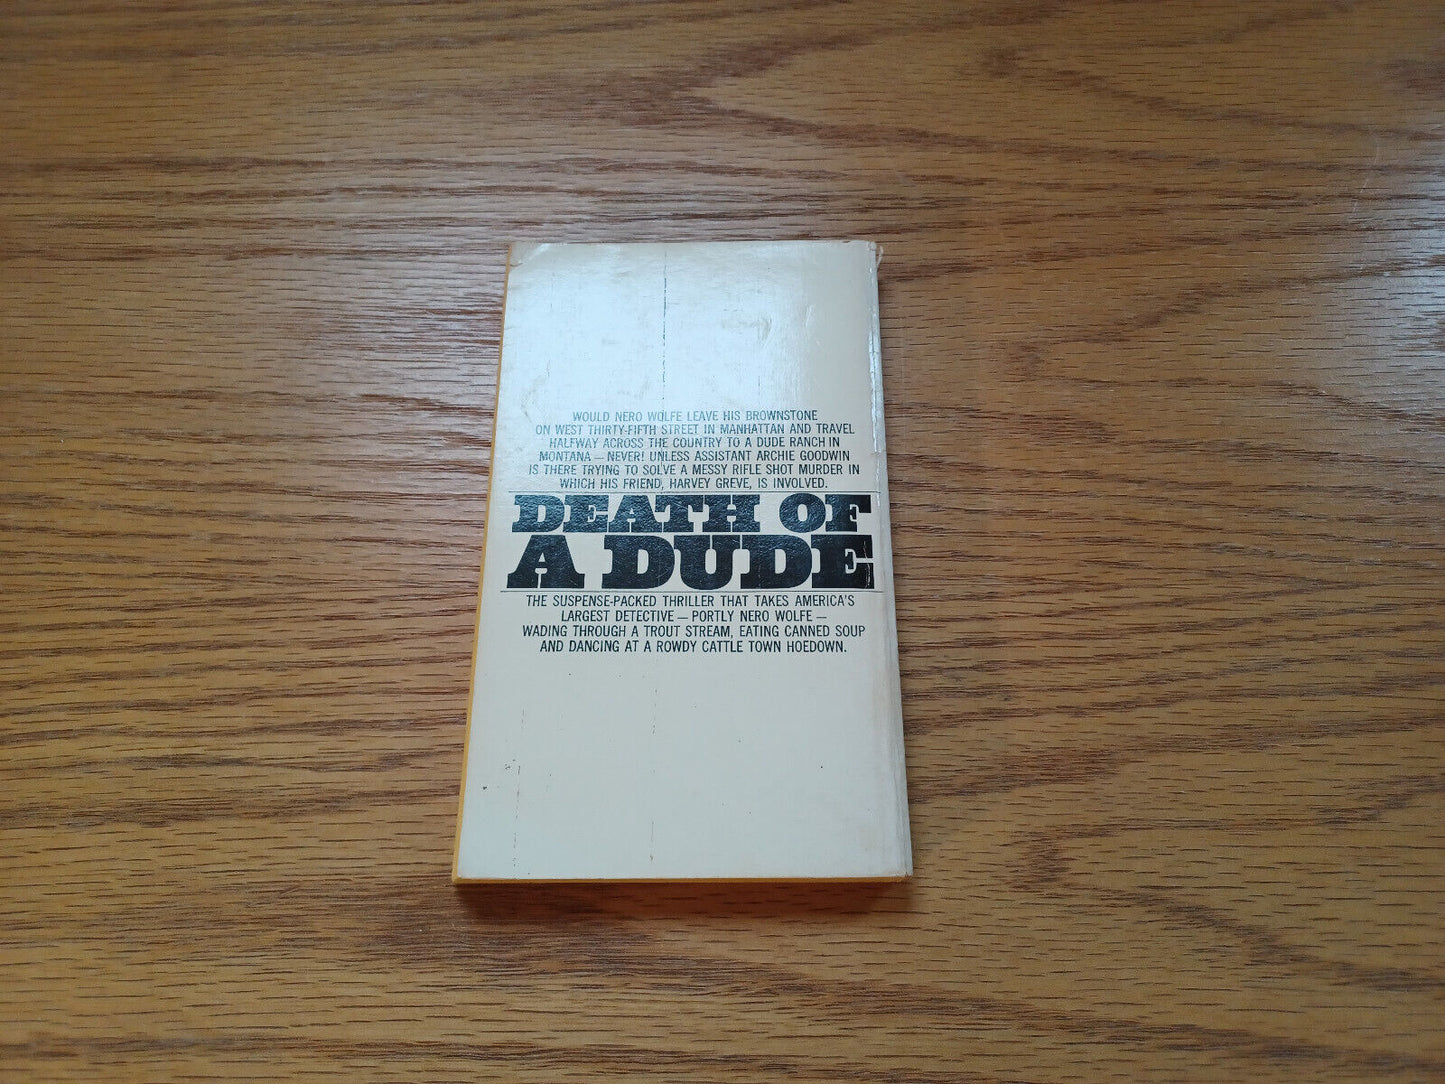 WOULD NERO WOLFE LEAVE HIS BROWNSTONE
ON WEST THIRTY-FIFTH STREET IN MANHATTAN AND TRAVEL
HALFWAY ACROSS THE COUNTRY TO A DUDE RANCH IN
MONTANA — NEVER! UNLESS ASSISTANT ARCHIE GOODWIN
IS THERE TRYING TO SOLVE A MESSY RIFLE SHOT MURDER IN
WHICH HIS FRIEND, HARVEY GREVE, IS INVOLVED.
DEATH OF
A DUDE
THE SUSPENSE-PACKED THRILLER THAT TAKES AMERICA'S
LARGEST DETECTIVE — PORTLY NERO WOLFE —
WADING THROUGH A TROUT STREAM, EATING CANNED SOUP
AND DANCING AT A ROWDY CATTLE TOWN HOEDOWN.